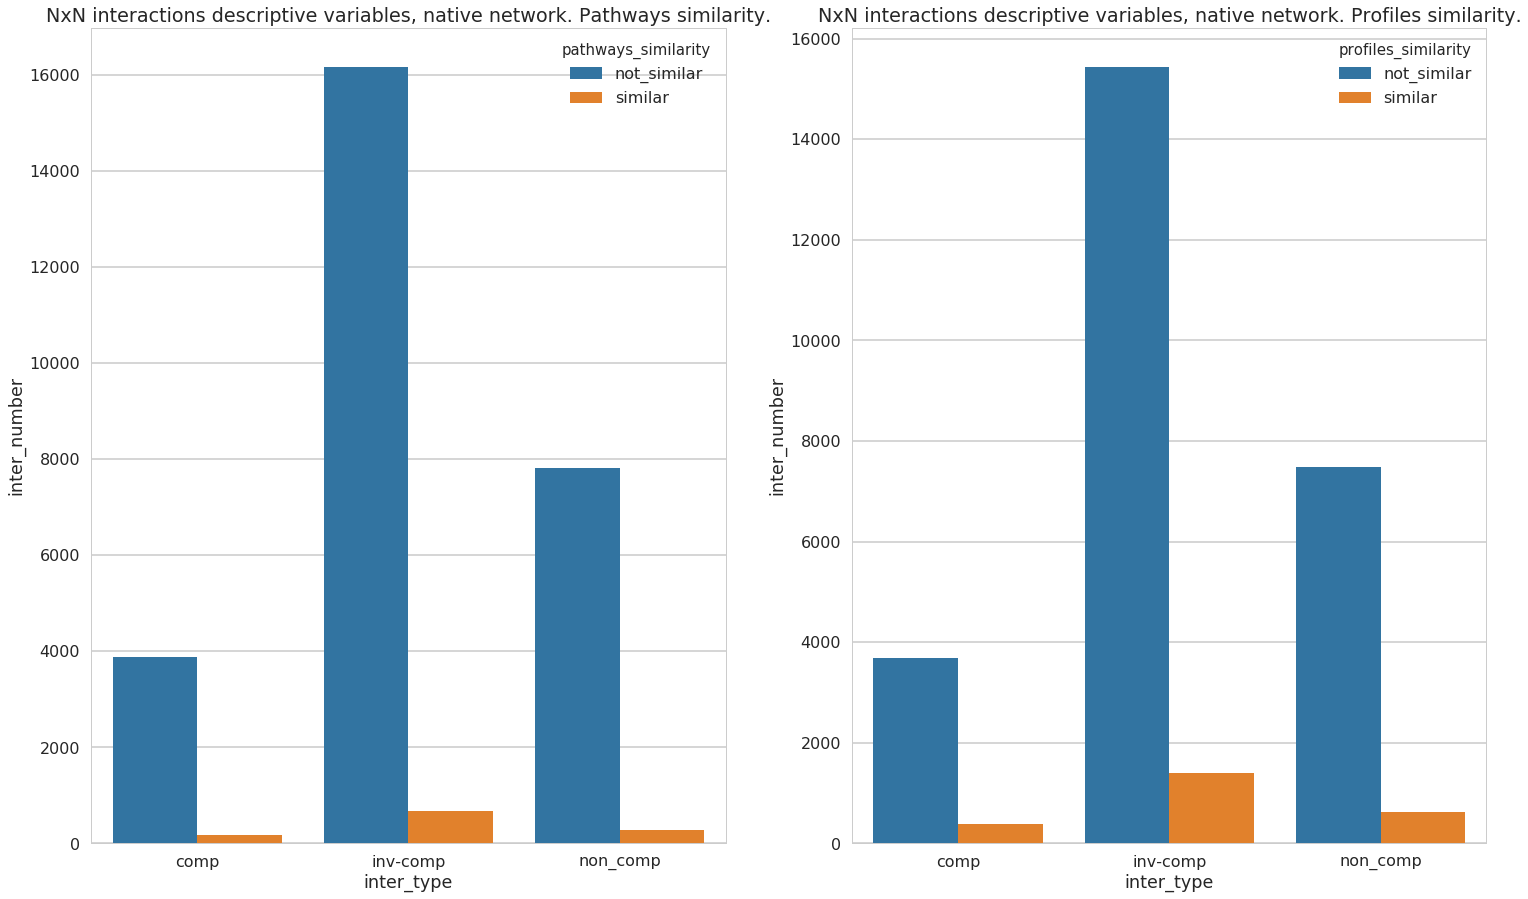 NxN interactions descriptive variables, native network. Pathways similarity.
pathways_similarity
not_similar
similar
16000
14000
12000
10000
8000
6000
4000
2000
0
inter_number
comp
inv-comp
non_comp
inter_type
NxN interactions descriptive variables, native network. Profiles similarity.
profiles_similarity
not_similar
similar
16000
14000
12000
10000
8000
6000
4000
2000
0
inter_number
comp
inv-comp
non_comp
inter_type